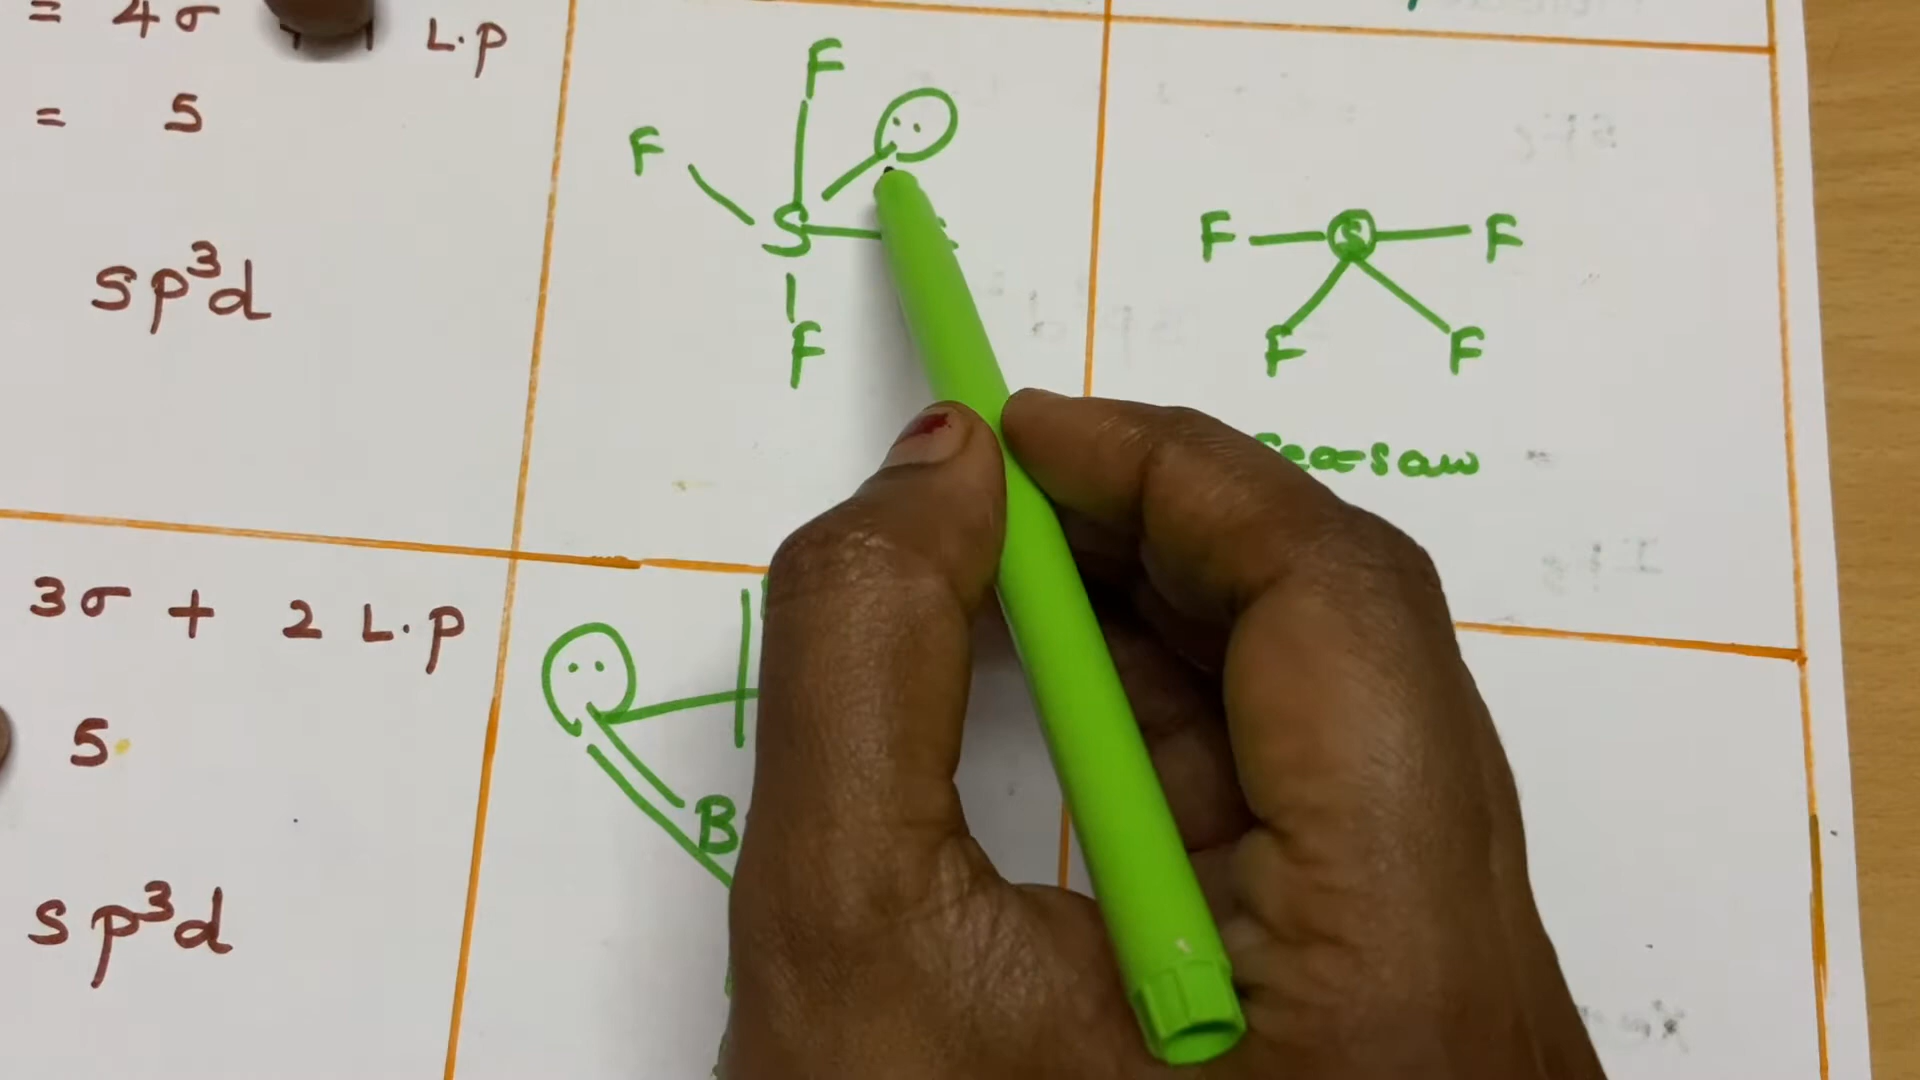 = 4σ L.p
= 5
sp³d
F
F
S
F
F S F
F F
see-saw
3σ + 2 L.p
5
sp³d
B